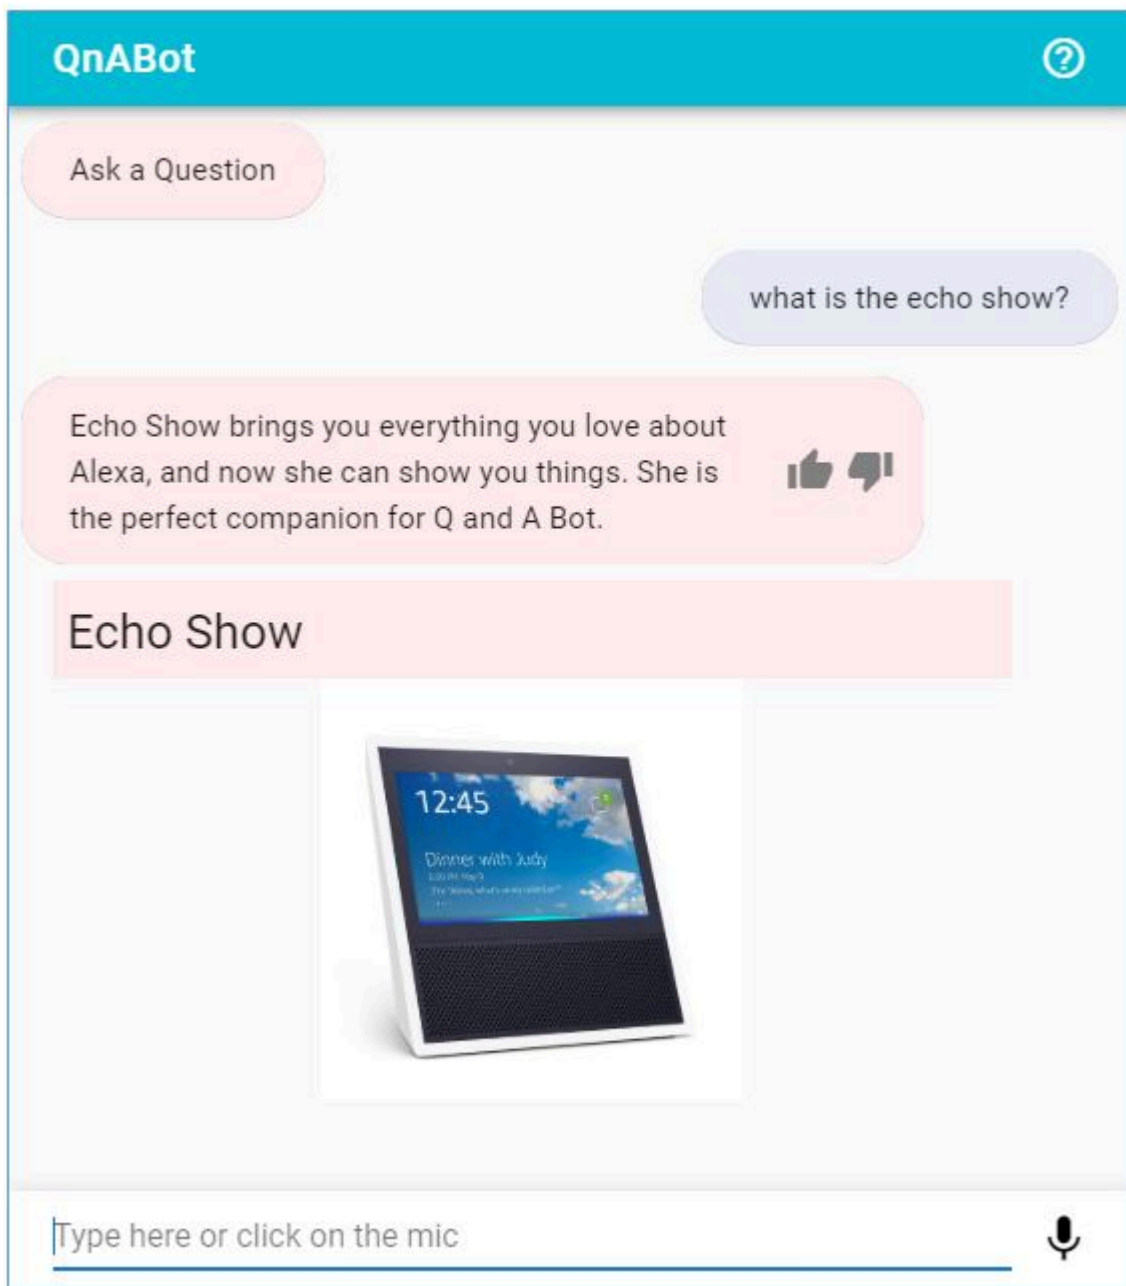 QnABot
Ask a Question
what is the echo show?
Echo Show brings you everything you love about
Alexa, and now she can show you things. She is
the perfect companion for Q and A Bot.
Echo Show
12:45
Dinner with Judy
Type here or click on the mic